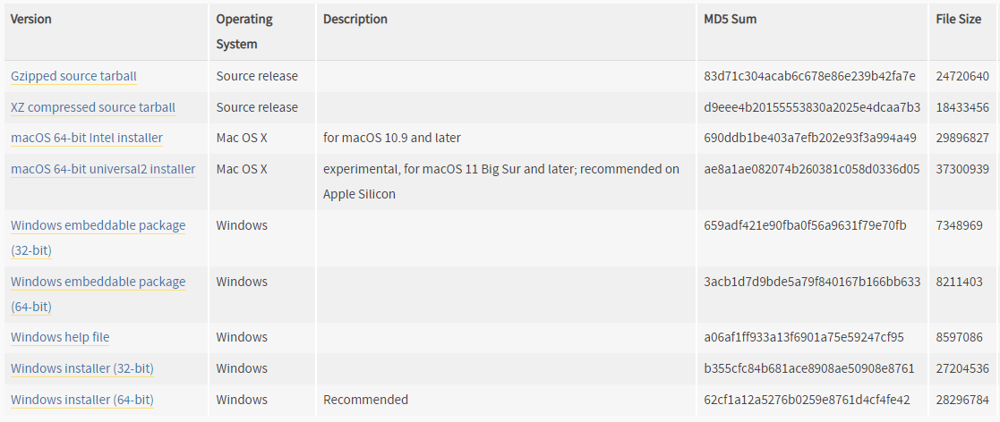 Version Operating Description MD5 Sum File Size
System
Gzipped source tarball Source release 83d71c304acab6c678e86e239b42fa7e 24720640
XZ compressed source tarball Source release d9eee4b20155553830a2025e4dcaa7b3 18433456
macOS 64-bit Intel installer Mac OS X for macOS 10.9 and later 690ddb1be403a7efb202e93f3a994a49 29896827
macOS 64-bit universal2 installer Mac OS X experimental, for macOS 11 Big Sur and later; recommended on ae8a1ae082074b260381c058d0336d05 37300939
Apple Silicon
Windows embeddable package Windows 659adf421e90fba0f56a9631f79e70fb 7348969
(32-bit)
Windows embeddable package Windows 3acb1d7d9bde5a79f840167b166bb633 8211403
(64-bit)
Windows help file Windows a06af1ff933a13f6901a75e59247cf95 8597086
Windows installer (32-bit) Windows b355cfc84b681ace8908ae50908e8761 27204536
Windows installer (64-bit) Windows Recommended 62cf1a12a5276b0259e8761d4cf4fe42 28296784